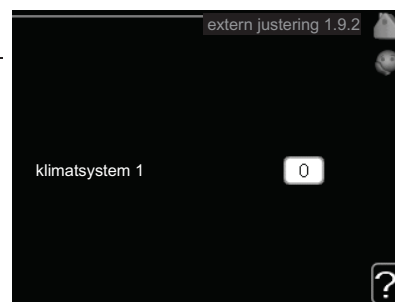 extern justering 1.9.2
klimatsystem 1
0
?